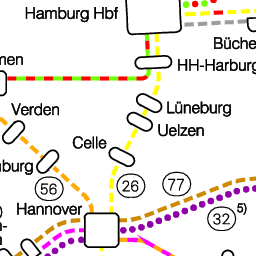 Hamburg Hbf
Büche
men
HH-Harburg
Verden
Lüneburg
Uelzen
Celle
burg
56
26
77
Hannover
32 5)
n-
n